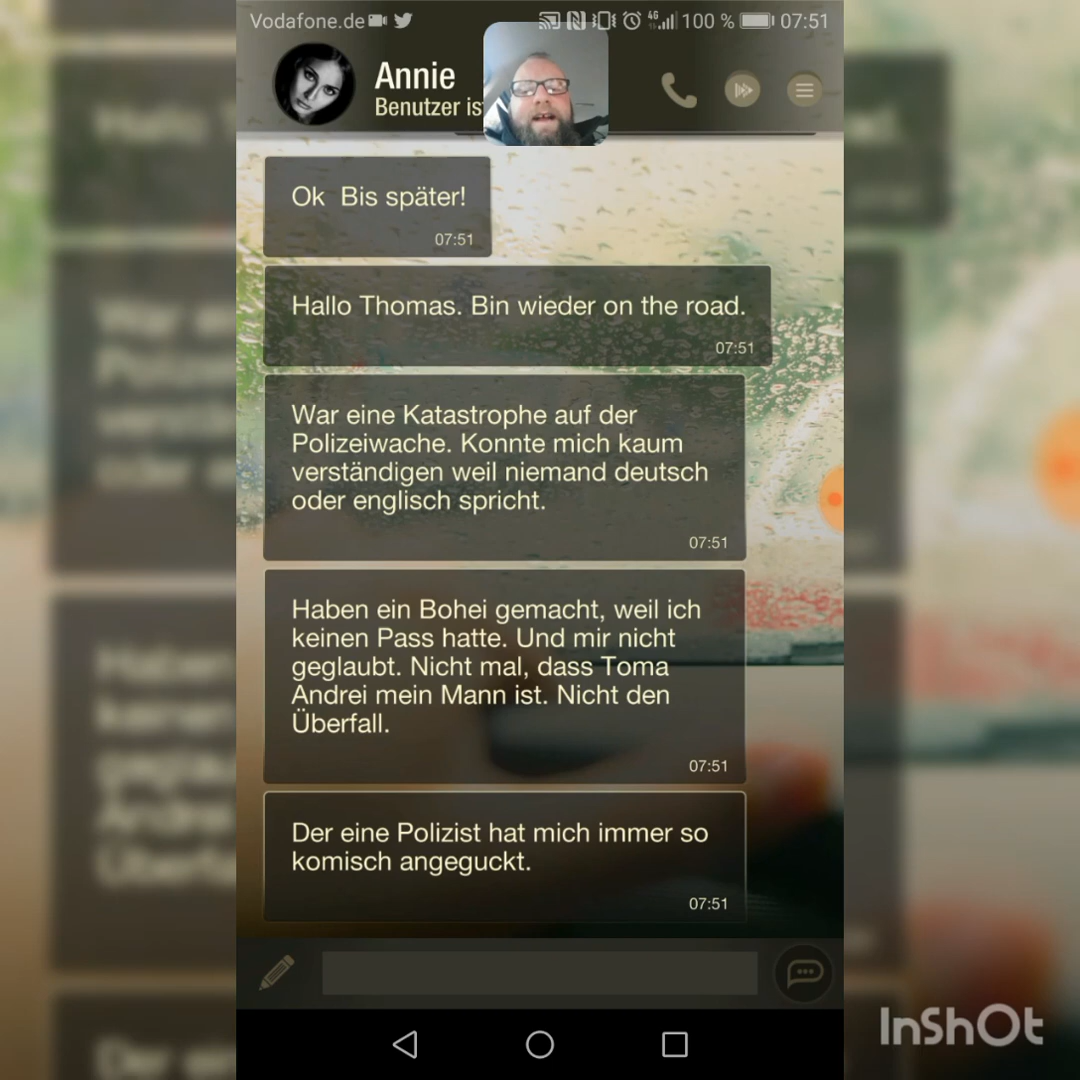 Vodafone.de 4G 100 % 07:51
Annie
Benutzer is
Ok  Bis später!
07:51
Hallo Thomas. Bin wieder on the road.
07:51
War eine Katastrophe auf der
Polizeiwache. Konnte mich kaum
verständigen weil niemand deutsch
oder englisch spricht.
07:51
Haben ein Bohei gemacht, weil ich
keinen Pass hatte. Und mir nicht
geglaubt. Nicht mal, dass Toma
Andrei mein Mann ist. Nicht den
Überfall.
07:51
Der eine Polizist hat mich immer so
komisch angeguckt.
07:51
InShOt